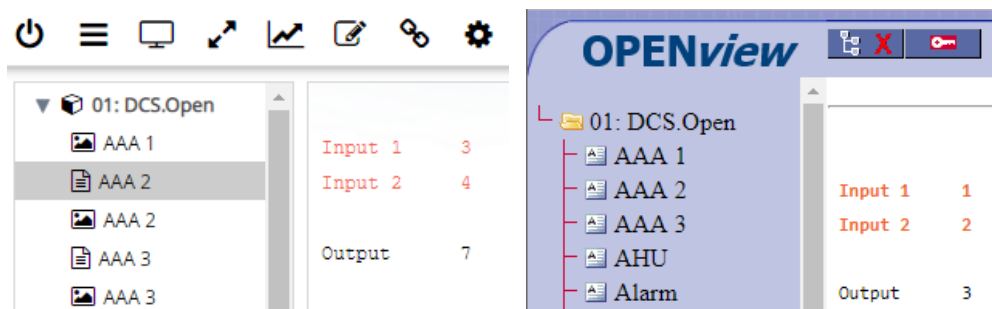 01: DCS.Open
AAA 1
AAA 2
AAA 2
AAA 3
AAA 3
Input 1 3
Input 2 4
Output 7
OPENview
X
01: DCS.Open
AAA 1
AAA 2
AAA 3
AHU
Alarm
Input 1 1
Input 2 2
Output 3